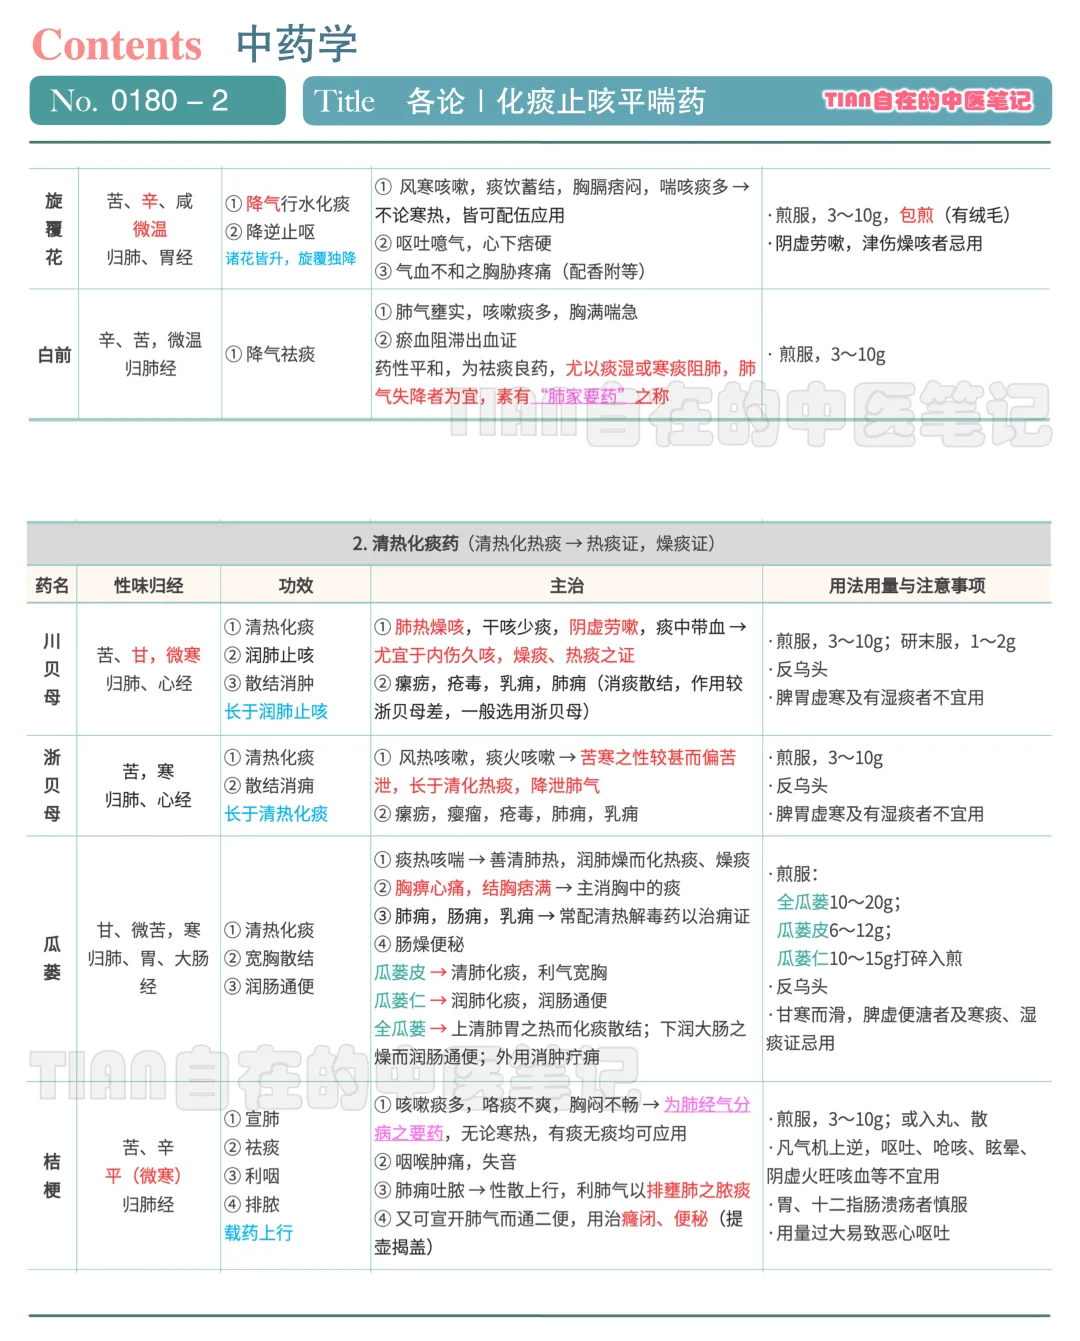 Contents 中药学
No. 0180 – 2
Title 各论 | 化痰止咳平喘药
TIAN自在的中医笔记
旋
覆
花
苦、辛、咸
微温
归肺、胃经
① 降气行水化痰
② 降逆止呕
诸花皆升，旋覆独降
① 风寒咳嗽，痰饮蓄结，胸膈痞闷，喘咳痰多 →
不论寒热，皆可配伍应用
② 呕吐噫气，心下痞硬
③ 气血不和之胸胁疼痛（配香附等）
· 煎服，3～10g，包煎（有绒毛）
· 阴虚劳嗽，津伤燥咳者忌用
白前
辛、苦，微温
归肺经
① 降气祛痰
① 肺气壅实，咳嗽痰多，胸满喘急
② 瘀血阻滞出血证
药性平和，为祛痰良药，尤以痰湿或寒痰阻肺，肺
气失降者为宜，素有“肺家要药”之称
· 煎服，3～10g
TIAN自在的中医笔记
2. 清热化痰药（清热化热痰 → 热痰证，燥痰证）
药名 性味归经 功效 主治 用法用量与注意事项
川
贝
母
苦、甘，微寒
归肺、心经
① 清热化痰
② 润肺止咳
③ 散结消肿
长于润肺止咳
① 肺热燥咳，干咳少痰，阴虚劳嗽，痰中带血 →
尤宜于内伤久咳，燥痰、热痰之证
② 瘰疬，疮毒，乳痈，肺痈（消痰散结，作用较
浙贝母差，一般选用浙贝母）
· 煎服，3～10g；研末服，1～2g
· 反乌头
· 脾胃虚寒及有湿痰者不宜用
浙
贝
母
苦，寒
归肺、心经
① 清热化痰
② 散结消痈
长于清热化痰
① 风热咳嗽，痰火咳嗽 → 苦寒之性较甚而偏苦
泄，长于清化热痰，降泄肺气
② 瘰疬，瘿瘤，疮毒，肺痈，乳痈
· 煎服，3～10g
· 反乌头
· 脾胃虚寒及有湿痰者不宜用
瓜
蒌
甘、微苦，寒
归肺、胃、大肠
经
① 清热化痰
② 宽胸散结
③ 润肠通便
① 痰热咳喘 → 善清肺热，润肺燥而化热痰、燥痰
② 胸痹心痛，结胸痞满 → 主消胸中的痰
③ 肺痈，肠痈，乳痈 → 常配清热解毒药以治痈证
④ 肠燥便秘
瓜蒌皮 → 清肺化痰，利气宽胸
瓜蒌仁 → 润肺化痰，润肠通便
全瓜蒌 → 上清肺胃之热而化痰散结；下润大肠之
燥而润肠通便；外用消肿疗痈
· 煎服：
全瓜蒌10～20g；
瓜蒌皮6～12g；
瓜蒌仁10～15g打碎入煎
· 反乌头
· 甘寒而滑，脾虚便溏者及寒痰、湿
痰证忌用
TIAN自在的中医笔记
桔
梗
苦、辛
平（微寒）
归肺经
① 宣肺
② 祛痰
③ 利咽
④ 排脓
载药上行
① 咳嗽痰多，咯痰不爽，胸闷不畅 → 为肺经气分
病之要药，无论寒热，有痰无痰均可应用
② 咽喉肿痛，失音
③ 肺痈吐脓 → 性散上行，利肺气以排壅肺之脓痰
④ 又可宣开肺气而通二便，用治癃闭、便秘（提
壶揭盖）
· 煎服，3～10g；或入丸、散
· 凡气机上逆，呕吐、呛咳、眩晕、
阴虚火旺咳血等不宜用
· 胃、十二指肠溃疡者慎服
· 用量过大易致恶心呕吐